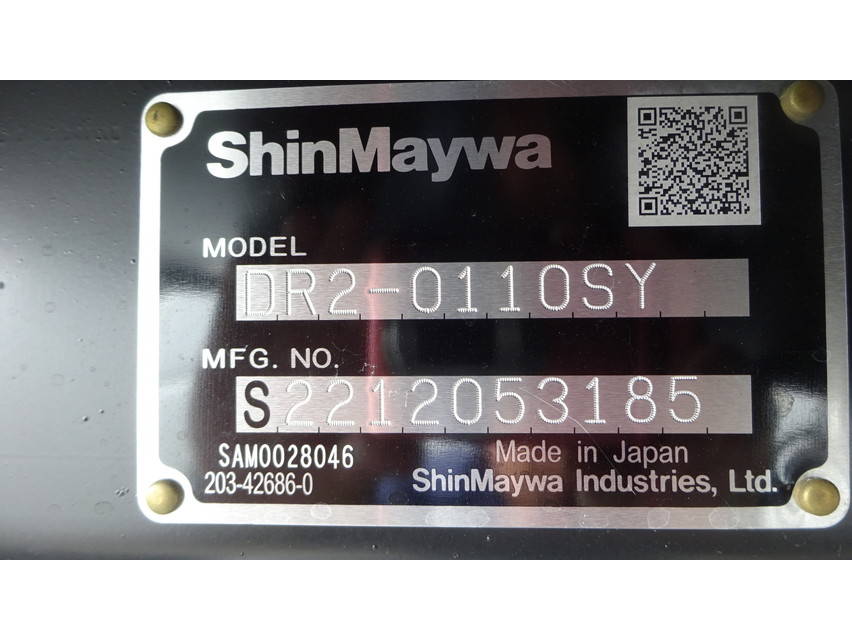 ShinMaywa
MODEL
DR2-0110SY
MFG. NO.
S2212053185
SAM0028046
Made in Japan
203-42686-0
ShinMaywa Industries, Ltd.